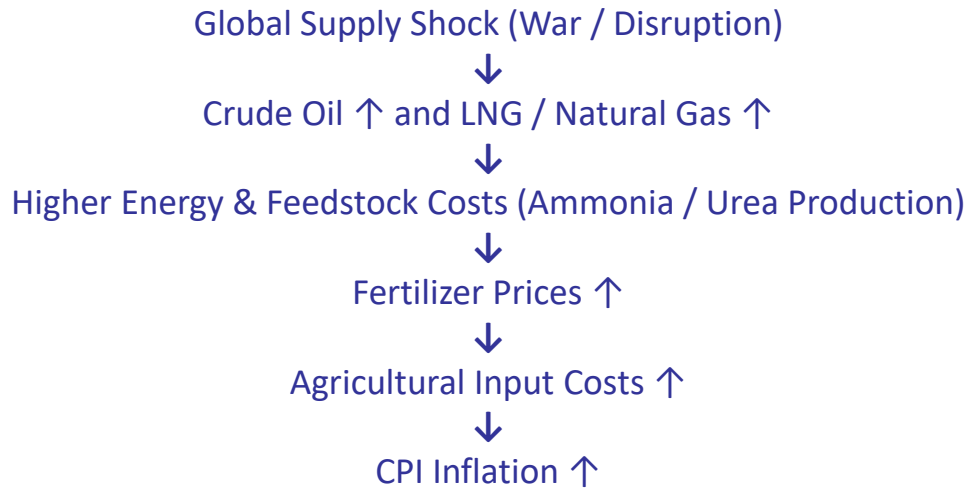 Global Supply Shock (War / Disruption)
↓
Crude Oil ↑ and LNG / Natural Gas ↑
↓
Higher Energy & Feedstock Costs (Ammonia / Urea Production)
↓
Fertilizer Prices ↑
↓
Agricultural Input Costs ↑
↓
CPI Inflation ↑